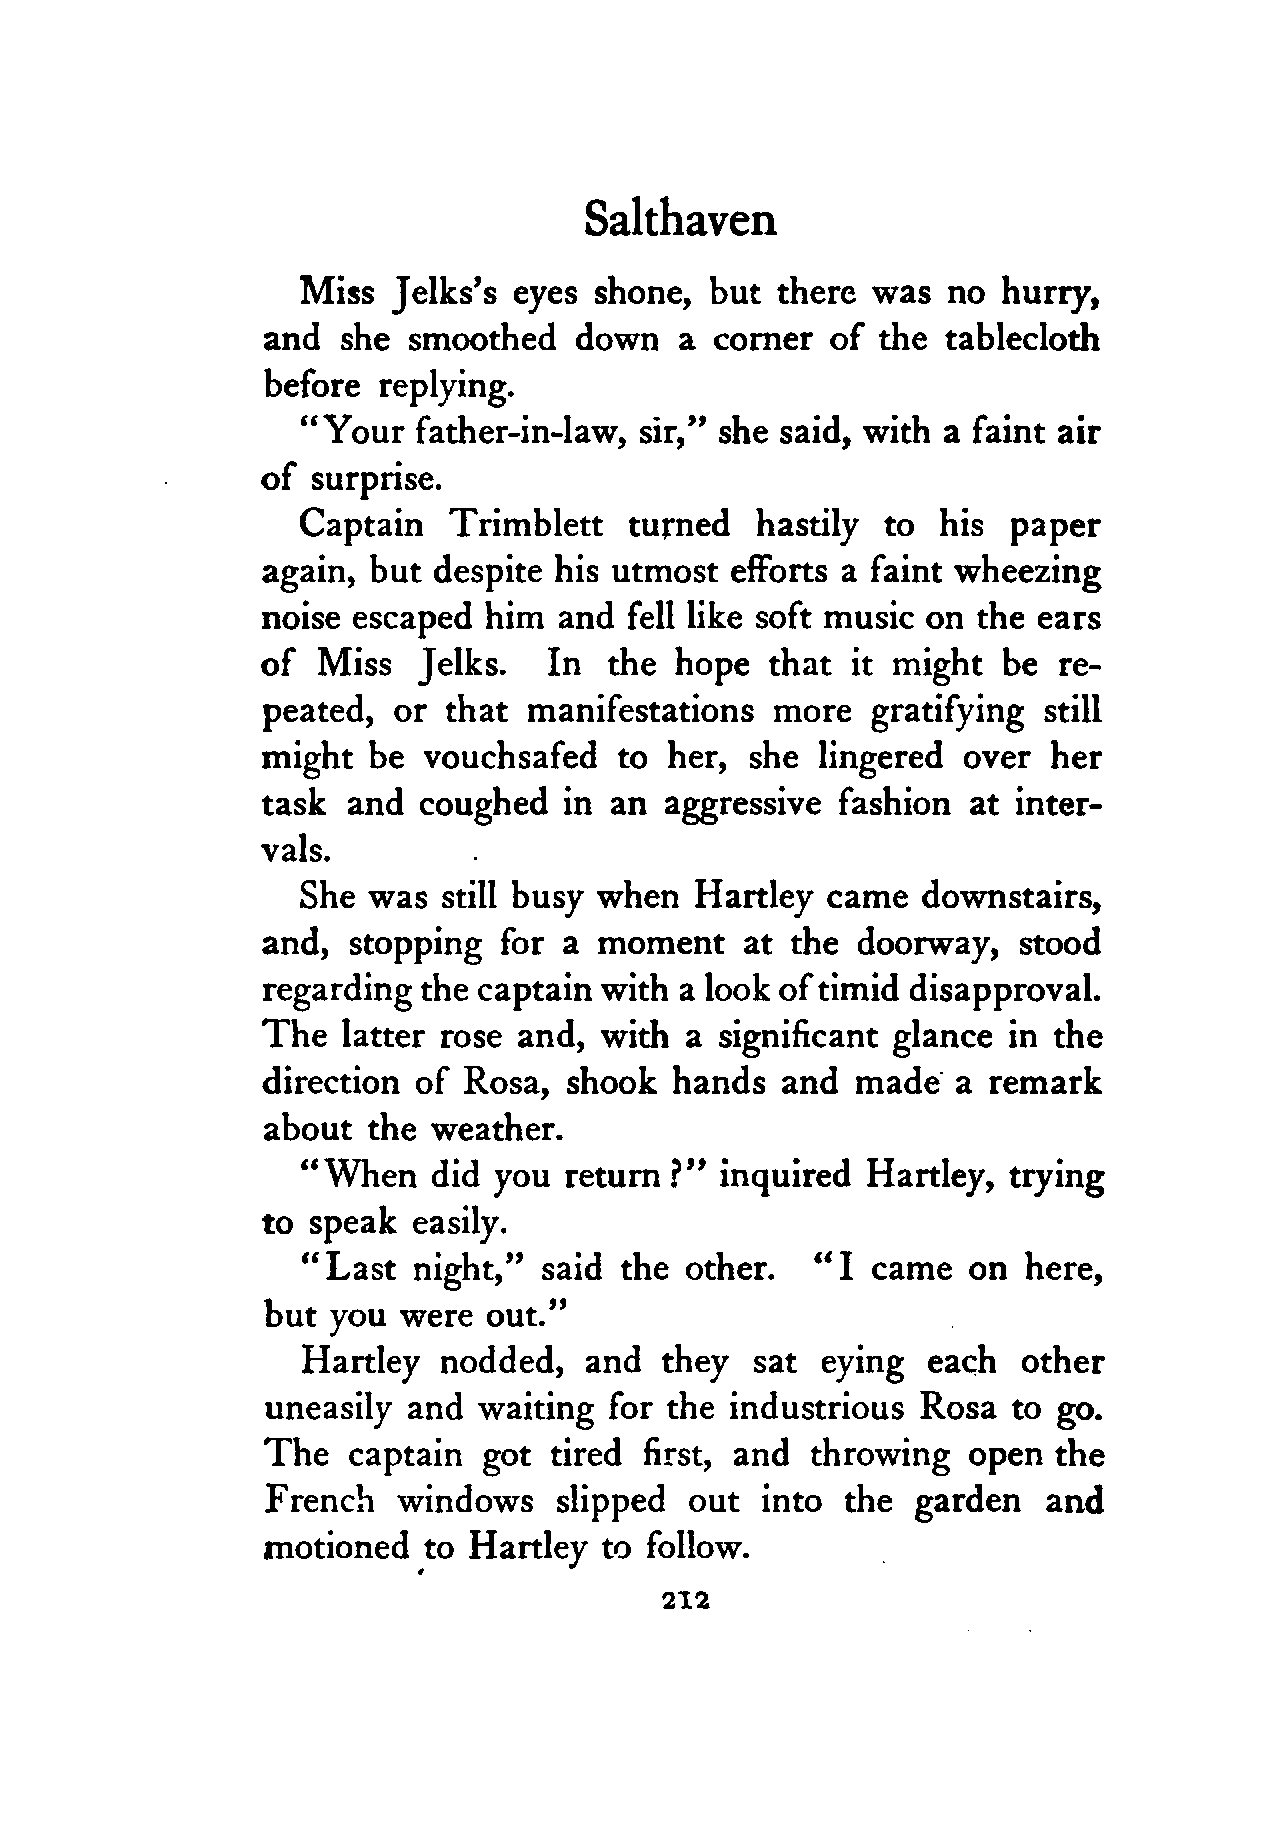 Salthaven
Miss Jelks's eyes shone, but there was no hurry,
and she smoothed down a corner of the tablecloth
before replying.
"Your father-in-law, sir," she said, with a faint air
of surprise.
Captain Trimblett turned hastily to his paper
again, but despite his utmost efforts a faint wheezing
noise escaped him and fell like soft music on the ears
of Miss Jelks. In the hope that it might be re-
peated, or that manifestations more gratifying still
might be vouchsafed to her, she lingered over her
task and coughed in an aggressive fashion at inter-
vals.
She was still busy when Hartley came downstairs,
and, stopping for a moment at the doorway, stood
regarding the captain with a look of timid disapproval.
The latter rose and, with a significant glance in the
direction of Rosa, shook hands and made a remark
about the weather.
"When did you return?" inquired Hartley, trying
to speak easily.
"Last night," said the other. "I came on here,
but you were out."
Hartley nodded, and they sat eying each other
uneasily and waiting for the industrious Rosa to go.
The captain got tired first, and throwing open the
French windows slipped out into the garden and
motioned to Hartley to follow.
212